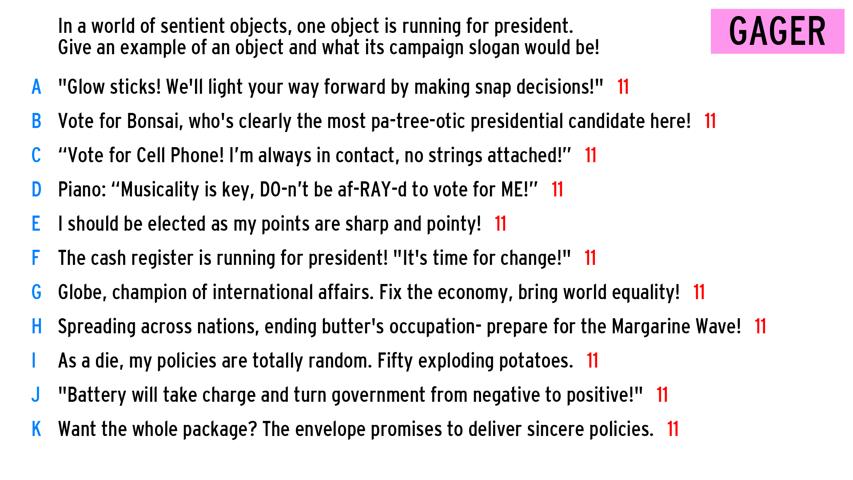 In a world of sentient objects, one object is running for president.
Give an example of an object and what its campaign slogan would be!
GAGER
A "Glow sticks! We'll light your way forward by making snap decisions!" 11
B Vote for Bonsai, who's clearly the most pa-tree-otic presidential candidate here! 11
C “Vote for Cell Phone! I’m always in contact, no strings attached!” 11
D Piano: “Musicality is key, DO-n’t be af-RAY-d to vote for ME!” 11
E I should be elected as my points are sharp and pointy! 11
F The cash register is running for president! "It's time for change!" 11
G Globe, champion of international affairs. Fix the economy, bring world equality! 11
H Spreading across nations, ending butter's occupation- prepare for the Margarine Wave! 11
I As a die, my policies are totally random. Fifty exploding potatoes. 11
J "Battery will take charge and turn government from negative to positive!" 11
K Want the whole package? The envelope promises to deliver sincere policies. 11